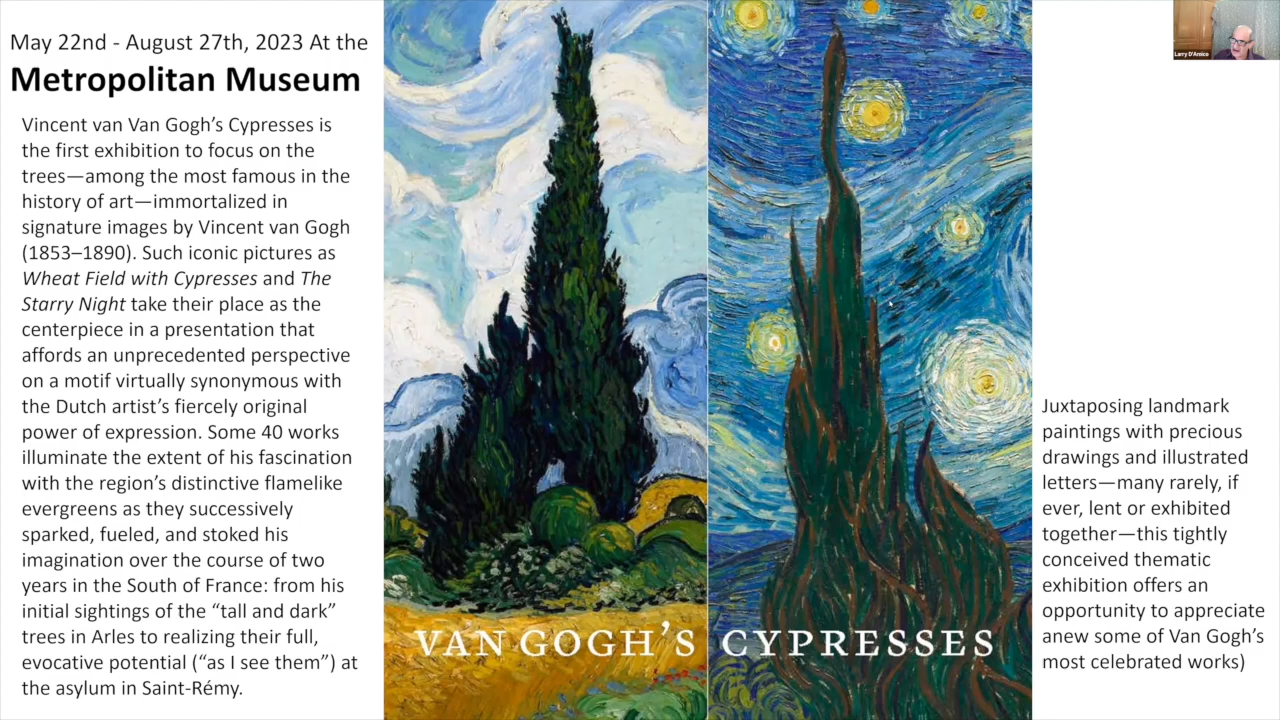 May 22nd - August 27th, 2023 At the
Metropolitan Museum
Vincent van Van Gogh’s Cypresses is
the first exhibition to focus on the
trees—among the most famous in the
history of art—immortalized in
signature images by Vincent van Gogh
(1853–1890). Such iconic pictures as
Wheat Field with Cypresses and The
Starry Night take their place as the
centerpiece in a presentation that
affords an unprecedented perspective
on a motif virtually synonymous with
the Dutch artist’s fiercely original
power of expression. Some 40 works
illuminate the extent of his fascination
with the region’s distinctive flamelike
evergreens as they successively
sparked, fueled, and stoked his
imagination over the course of two
years in the South of France: from his
initial sightings of the “tall and dark”
trees in Arles to realizing their full,
evocative potential (“as I see them”) at
the asylum in Saint-Rémy.
VAN GOGH’S CYPRESSES
Larry D'Amico
Juxtaposing landmark
paintings with precious
drawings and illustrated
letters—many rarely, if
ever, lent or exhibited
together—this tightly
conceived thematic
exhibition offers an
opportunity to appreciate
anew some of Van Gogh’s
most celebrated works)